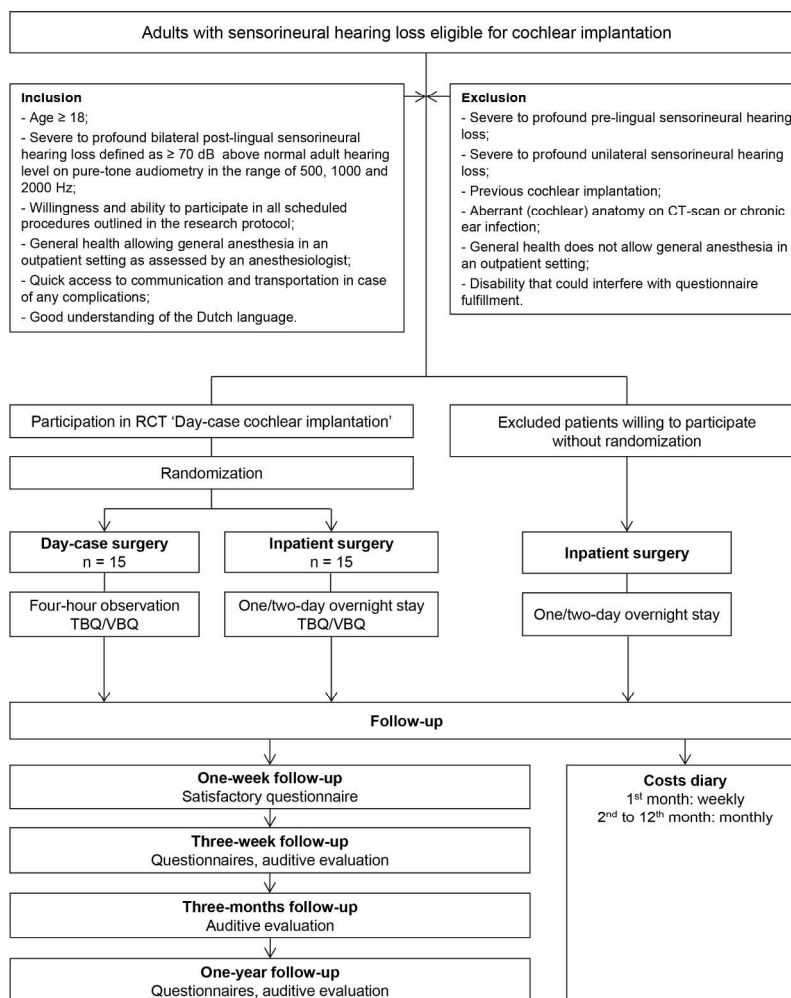 Adults with sensorineural hearing loss eligible for cochlear implantation
Inclusion
- Age ≥ 18;
- Severe to profound bilateral post-lingual sensorineural
hearing loss defined as ≥ 70 dB above normal adult hearing
level on pure-tone audiometry in the range of 500, 1000 and
2000 Hz;
- Willingness and ability to participate in all scheduled
procedures outlined in the research protocol;
- General health allowing general anesthesia in an
outpatient setting as assessed by an anesthesiologist;
- Quick access to communication and transportation in case
of any complications;
- Good understanding of the Dutch language.
Exclusion
- Severe to profound pre-lingual sensorineural hearing
loss;
- Severe to profound unilateral sensorineural hearing
loss;
- Previous cochlear implantation;
- Aberrant (cochlear) anatomy on CT-scan or chronic
ear infection;
- General health does not allow general anesthesia in
an outpatient setting;
- Disability that could interfere with questionnaire
fulfillment.
Participation in RCT ‘Day-case cochlear implantation’
Excluded patients willing to participate
without randomization
Randomization
Day-case surgery
n = 15
Inpatient surgery
n = 15
Inpatient surgery
Four-hour observation
TBQ/VBQ
One/two-day overnight stay
TBQ/VBQ
One/two-day overnight stay
Follow-up
One-week follow-up
Satisfactory questionnaire
Costs diary
1st month: weekly
2nd to 12th month: monthly
Three-week follow-up
Questionnaires, auditive evaluation
Three-months follow-up
Auditive evaluation
One-year follow-up
Questionnaires, auditive evaluation